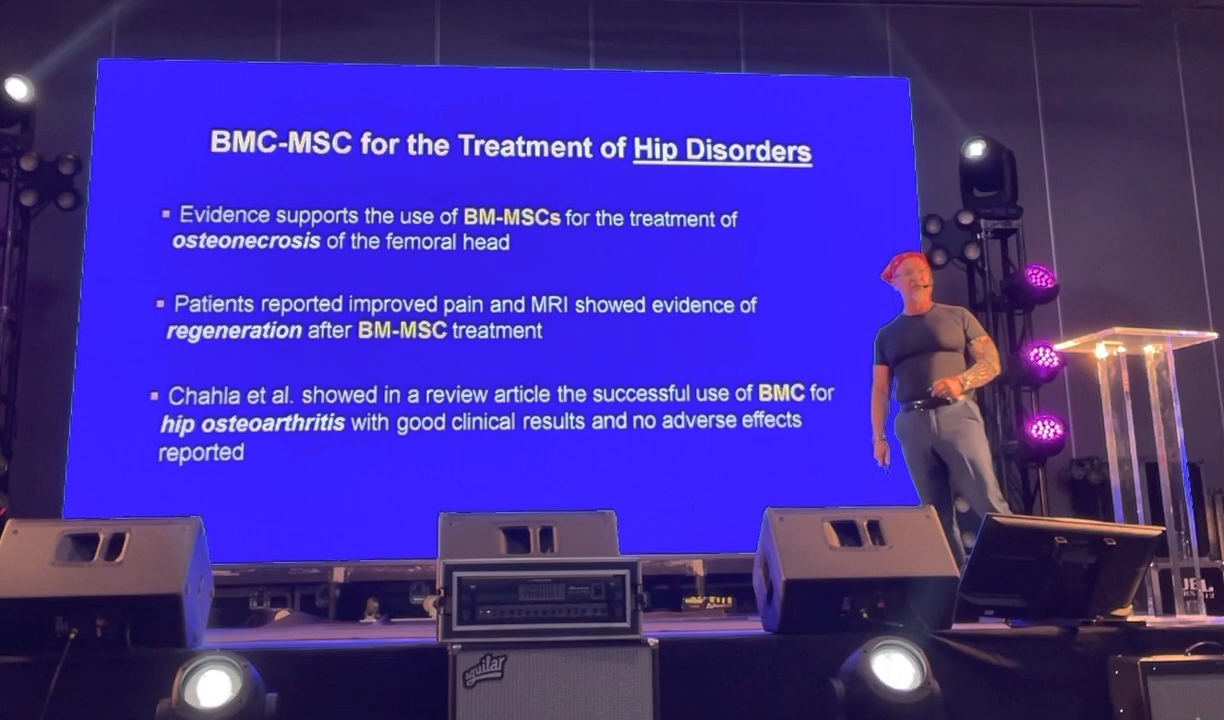 BMC-MSC for the Treatment of Hip Disorders
▪ Evidence supports the use of BM-MSCs for the treatment of
osteonecrosis of the femoral head
▪ Patients reported improved pain and MRI showed evidence of
regeneration after BM-MSC treatment
▪ Chahla et al. showed in a review article the successful use of BMC for
hip osteoarthritis with good clinical results and no adverse effects
reported
aguilar